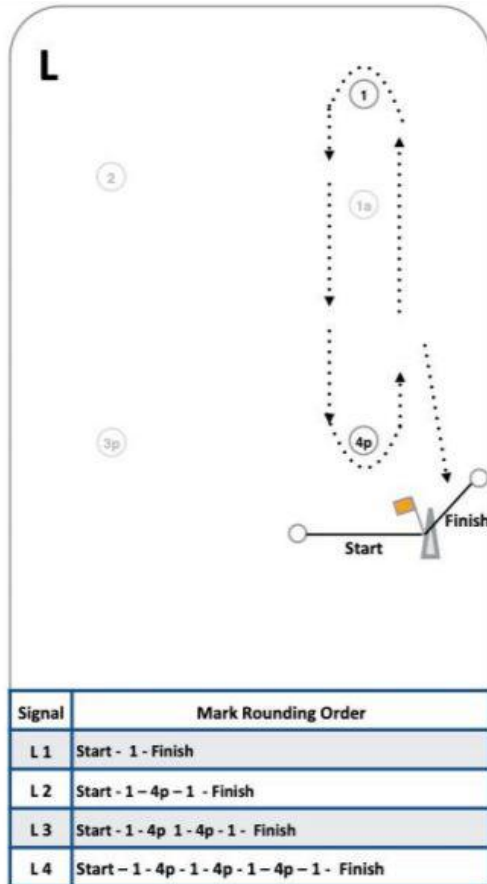 L
1
2
1a
3p
4p
Finish
Start
Signal Mark Rounding Order
L 1 Start - 1 - Finish
L 2 Start - 1 – 4p – 1 - Finish
L 3 Start - 1 - 4p 1 - 4p - 1 - Finish
L 4 Start – 1 - 4p - 1 - 4p - 1 – 4p – 1 - Finish